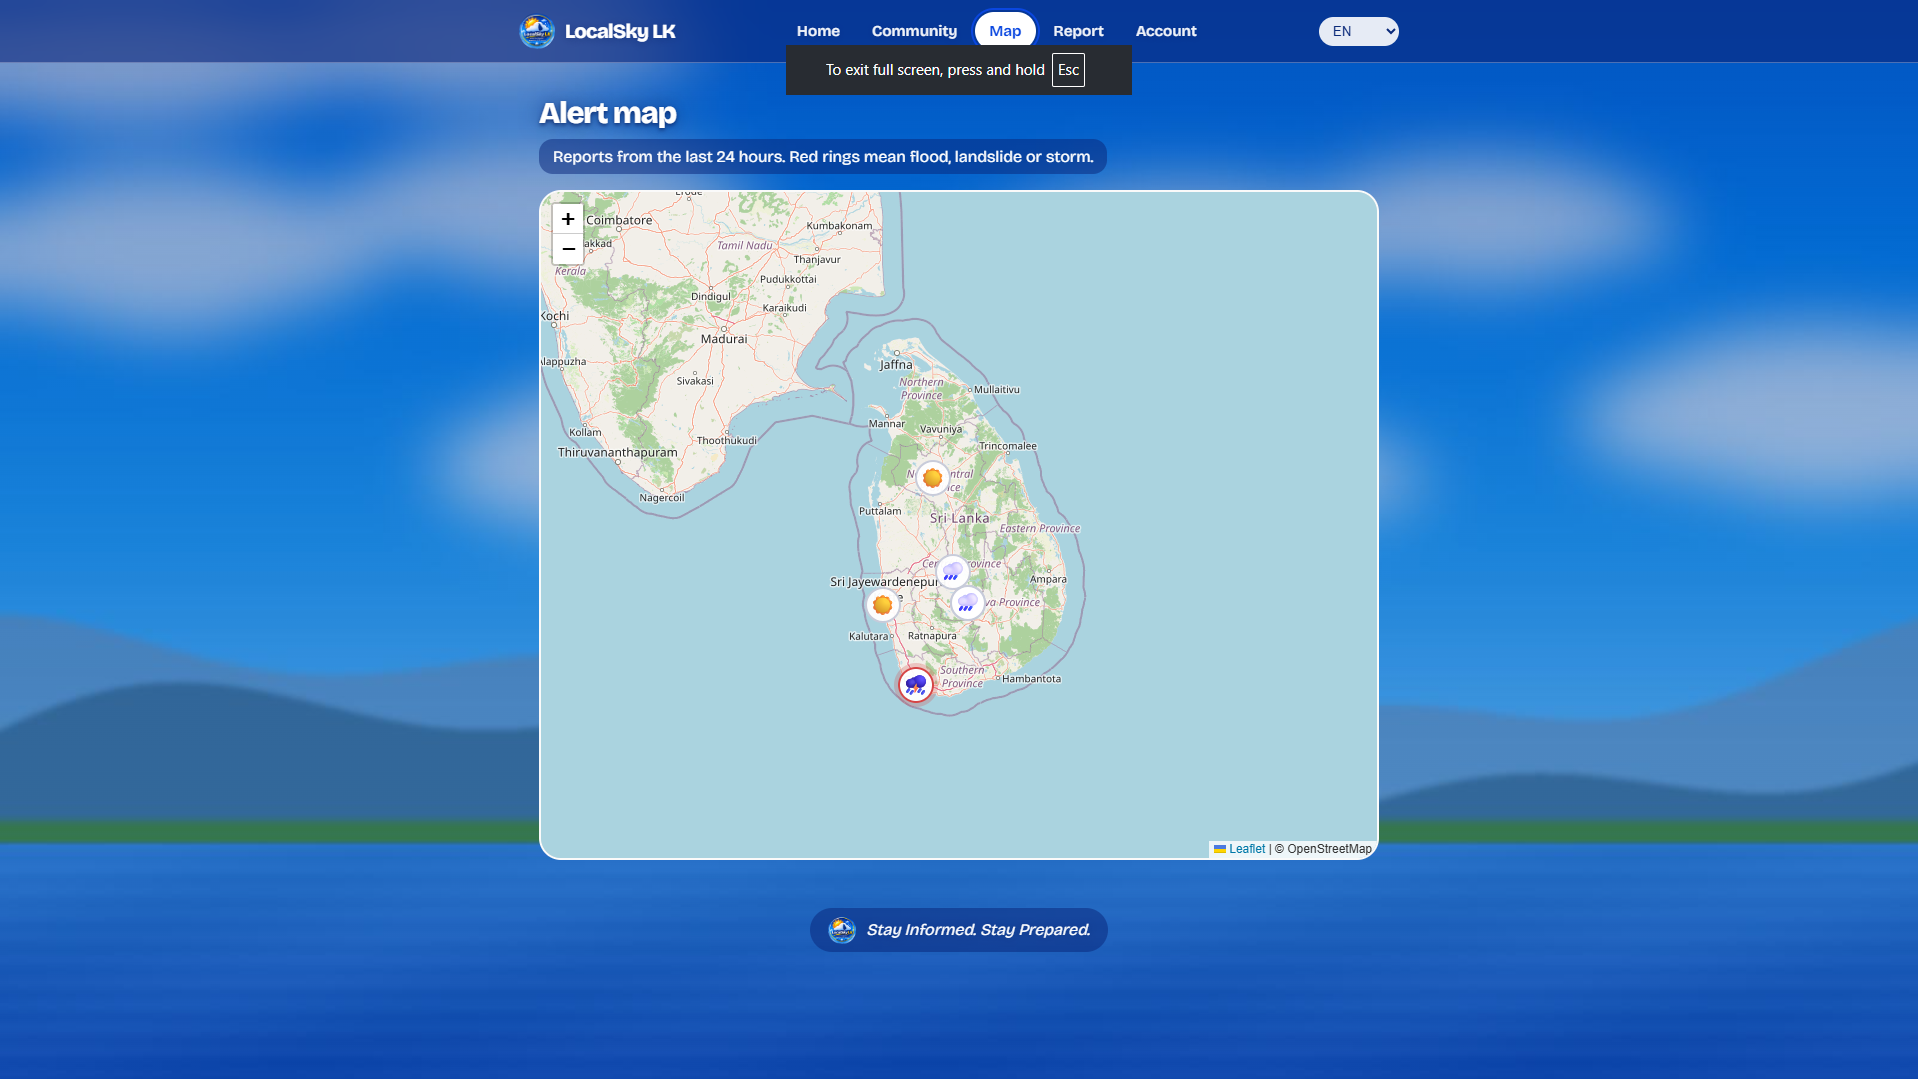 LocalSky LK
Home
Community
Map
Report
Account
EN
To exit full screen, press and hold Esc
Alert map
Reports from the last 24 hours. Red rings mean flood, landslide or storm.
+
−
Coimbatore
Kumbakonam
Tamil Nadu
Thanjavur
Kerala
Pudukkottai
Dindigul
Karaikudi
Kochi
Madurai
Alappuzha
Jaffna
Sivakasi
Northern
Province
Mullaitivu
Mannar
Vavuniya
Kollam
Thoothukudi
Trincomalee
Thiruvananthapuram
Nagercoil
Puttalam
Sri Lanka
Eastern Province
Ampara
Kalutara
Ratnapura
Southern
Province
Hambantota
Leaflet | © OpenStreetMap
Stay Informed. Stay Prepared.